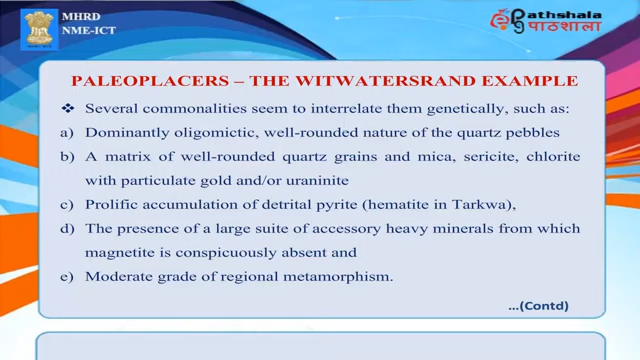 MHRD
NME-ICT
ePG Pathshala
पाठशाला
PALEOPLACERS – THE WITWATERSRAND EXAMPLE
❖ Several commonalities seem to interrelate them genetically, such as:
a) Dominantly oligomictic, well-rounded nature of the quartz pebbles
b) A matrix of well-rounded quartz grains and mica, sericite, chlorite
with particulate gold and/or uraninite
c) Prolific accumulation of detrital pyrite (hematite in Tarkwa),
d) The presence of a large suite of accessory heavy minerals from which
magnetite is conspicuously absent and
e) Moderate grade of regional metamorphism.
...(Contd)